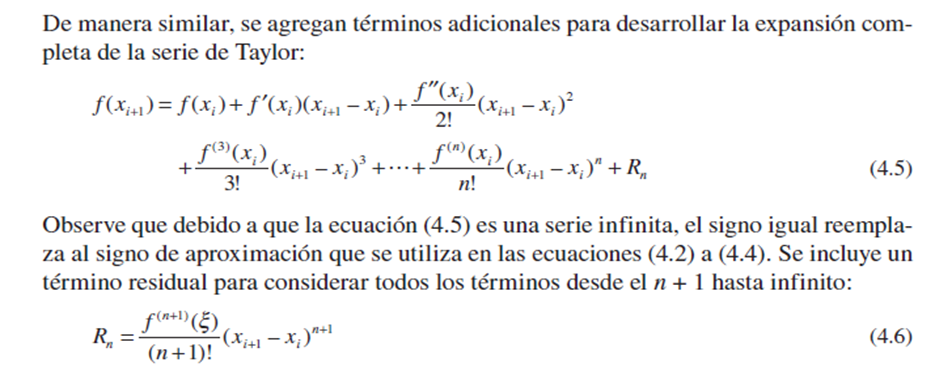 De manera similar, se agregan términos adicionales para desarrollar la expansión com-
pleta de la serie de Taylor:
f(x_{i+1}) = f(x_i) + f′(x_i)(x_{i+1} − x_i) + \frac{f″(x_i)}{2!}(x_{i+1} − x_i)^2
+ \frac{f^{(3)}(x_i)}{3!}(x_{i+1} − x_i)^3 + ⋯ + \frac{f^{(n)}(x_i)}{n!}(x_{i+1} − x_i)^n + R_n (4.5)
Observe que debido a que la ecuación (4.5) es una serie infinita, el signo igual reempla-
za al signo de aproximación que se utiliza en las ecuaciones (4.2) a (4.4). Se incluye un
término residual para considerar todos los términos desde el n + 1 hasta infinito:
R_n = \frac{f^{(n+1)}(ξ)}{(n+1)!}(x_{i+1} − x_i)^{n+1} (4.6)